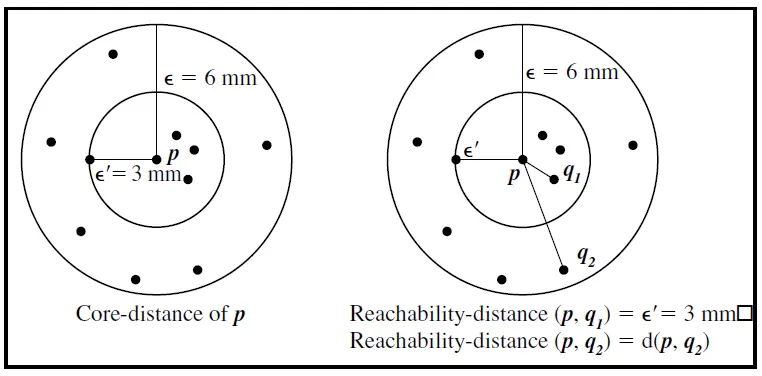 ϵ = 6 mm
p
ϵ′= 3 mm
Core-distance of p
ϵ = 6 mm
ϵ′
p
q₁
q₂
Reachability-distance (p, q₁) = ϵ′= 3 mm□
Reachability-distance (p, q₂) = d(p, q₂)